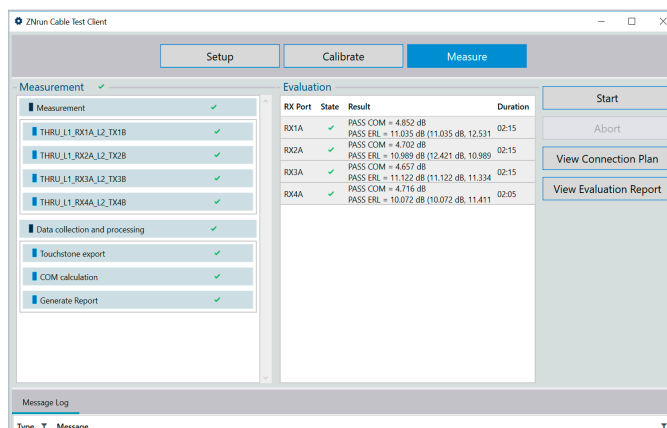 ZNrun Cable Test Client
Setup
Calibrate
Measure
Measurement
Measurement
THRU_L1_RX1A_L2_TX1B
THRU_L1_RX2A_L2_TX2B
THRU_L1_RX3A_L2_TX3B
THRU_L1_RX4A_L2_TX4B
Data collection and processing
Touchstone export
COM calculation
Generate Report
Evaluation
RX Port State Result Duration
RX1A PASS COM = 4.852 dB
PASS ERL = 11.035 dB (11.035 dB, 12.531 02:15
RX2A PASS COM = 4.702 dB
PASS ERL = 10.989 dB (12.421 dB, 10.989 02:15
RX3A PASS COM = 4.657 dB
PASS ERL = 11.122 dB (11.122 dB, 11.334 02:15
RX4A PASS COM = 4.716 dB
PASS ERL = 10.072 dB (10.072 dB, 11.411 02:05
Start
Abort
View Connection Plan
View Evaluation Report
Message Log
Type Message